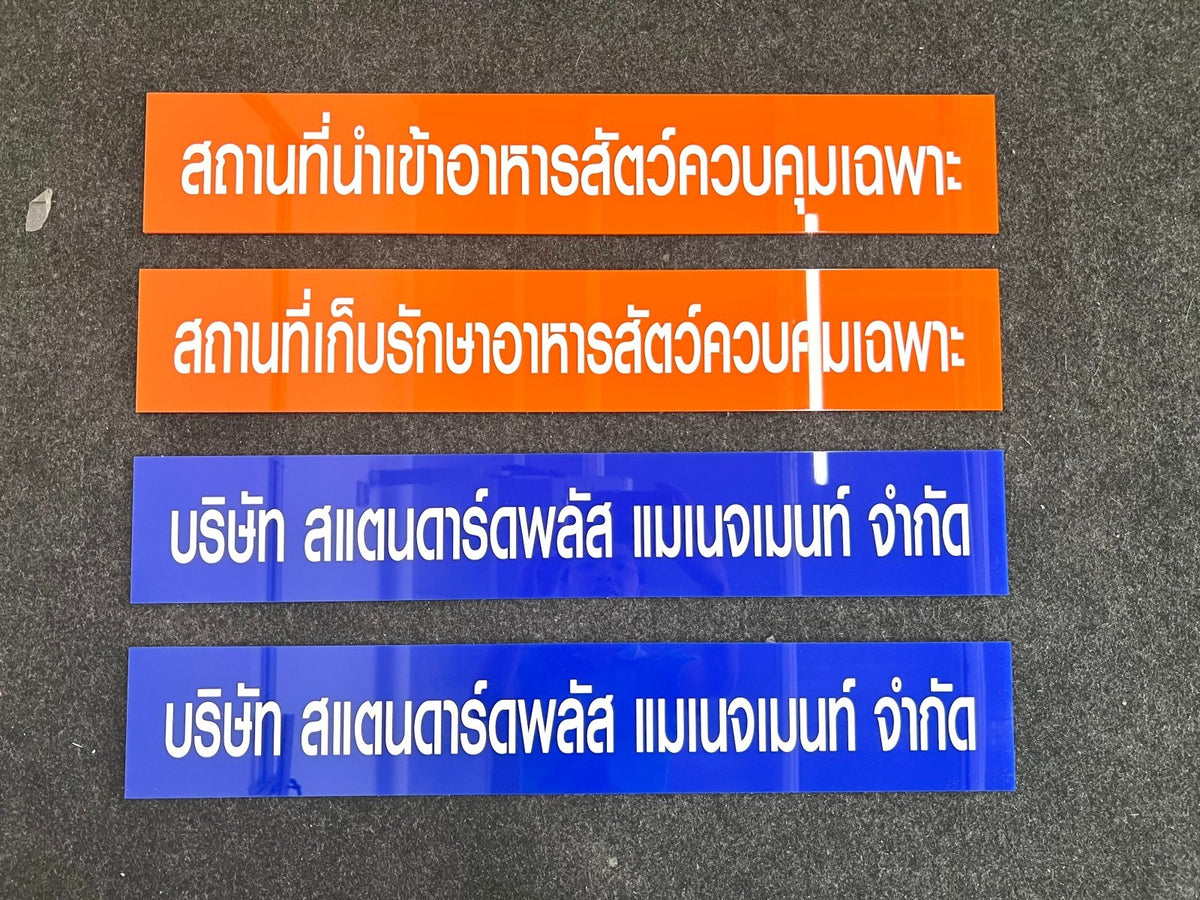 สถานที่นำเข้าอาหารสัตว์ควบคุมเฉพาะ
สถานที่เก็บรักษาอาหารสัตว์ควบคุมเฉพาะ
บริษัท สแตนดาร์ดพลัส แมเนจเมนท์ จำกัด
บริษัท สแตนดาร์ดพลัส แมเนจเมนท์ จำกัด